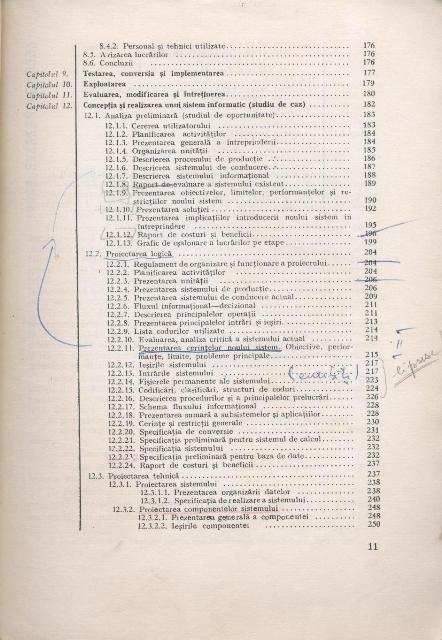 8.4.2. Personal și tehnici utilizate 176
8.5. Avizarea lucrărilor 176
8.6. Concluzii 176
Capitolul 9. Testarea, conversia și implementarea 177
Capitolul 10. Exploatarea 179
Capitolul 11. Evaluarea, modificarea și întreținerea 180
Capitolul 12. Concepția și realizarea unui sistem informatic (studiu de caz) 182
12.1. Analiza preliminară (studiul de oportunitate) 183
12.1.1. Cererea utilizatorului 183
12.1.2. Planificarea activităților 184
12.1.3. Prezentarea generală a întreprinderii 184
12.1.4. Organizarea unității 185
12.1.5. Descrierea procesului de producție 186
12.1.6. Descrierea sistemului de conducere 187
12.1.7. Descrierea sistemului informațional 188
12.1.8. Raport de evaluare a sistemului existent 189
12.1.9. Prezentarea obiectivelor, limitelor, performanțelor și re-
stricțiilor noului sistem 190
12.1.10. Prezentarea soluției 192
12.1.11. Prezentarea implicațiilor introducerii noului sistem în
întreprindere 195
12.1.12. Raport de costuri și beneficii 196
12.1.13. Grafic de eșalonare a lucrărilor pe etape 199
12.2. Proiectarea logică 204
12.2.1. Regulament de organizare și funcționare a proiectului 204
12.2.2. Planificarea activităților 204
12.2.3. Prezentarea unității 206
12.2.4. Prezentarea sistemului de producție 206
12.2.5. Prezentarea sistemului de conducere actual 209
12.2.6. Fluxul informațional—decizional 211
12.2.7. Descrierea principalelor operații 211
12.2.8. Prezentarea principalelor intrări și ieșiri 213
12.2.9. Lista codurilor utilizate 214
12.2.10. Evaluarea, analiza critică a sistemului actual 214
12.2.11. Prezentarea cerințelor noului sistem. Obiective, perfor-
manțe, limite, probleme principale 215
12.2.12. Ieșirile sistemului 217
12.2.13. Intrările sistemului 217
12.2.14. Fișierele permanente ale sistemului 223
12.2.15. Codificări, clasificări, structuri de coduri 224
12.2.16. Descrierea procedurilor și a principalelor prelucrări 226
12.2.17. Schema fluxului informațional 228
12.2.18. Prezentarea sumară a subsistemelor și aplicațiilor 228
12.2.19. Cerințe și restricții generale 230
12.2.20. Specificația de conversie 231
12.2.21. Specificația preliminară pentru sistemul de calcul 232
12.2.22. Specificația sistemului 232
12.2.23. Specificația preliminară pentru baza de date 232
12.2.24. Raport de costuri și beneficii 237
12.3. Proiectarea tehnică 237
12.3.1. Proiectarea sistemului 238
12.3.1.1. Prezentarea organizării datelor 238
12.3.1.2. Specificația de realizare a sistemului 240
12.3.2. Proiectarea componentelor sistemului 248
12.3.2.1. Prezentarea generală a componentei 248
12.3.2.2. Ieșirile componentei 250
11